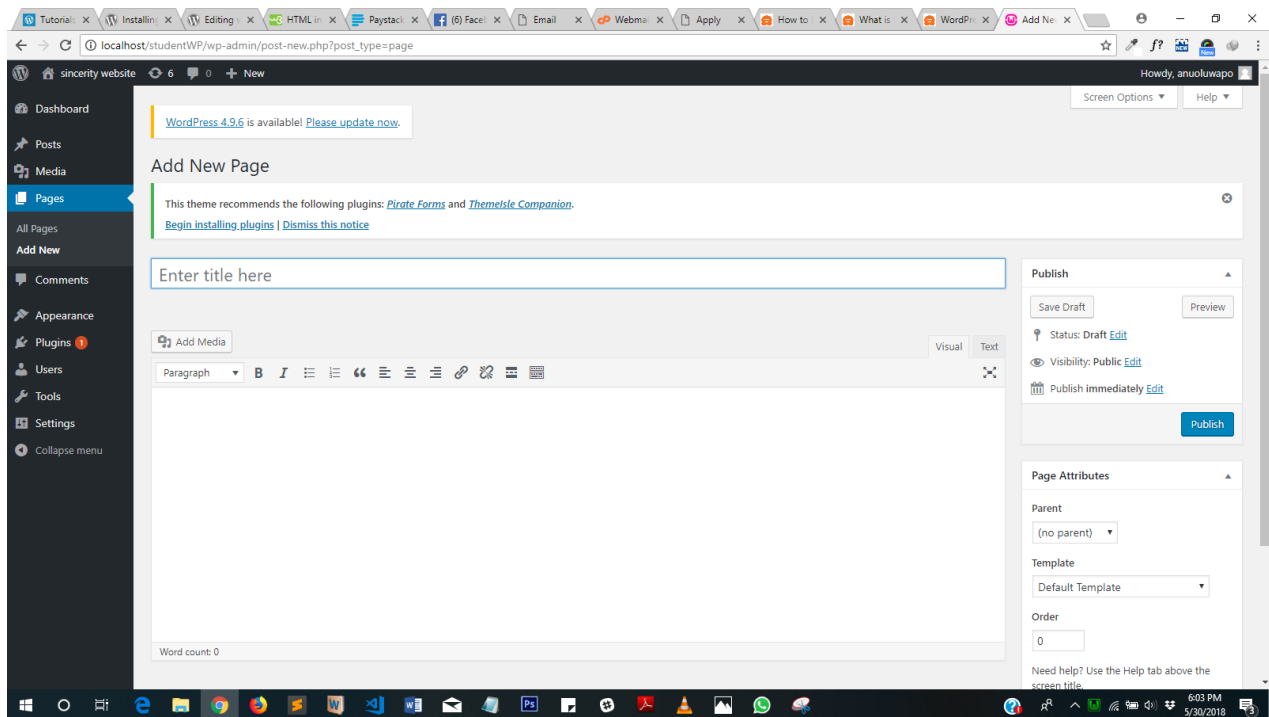 Tutorials Installing Editing HTML in Paystack (6) Face Email Webmai Apply How to What is WordPre Add Ne
localhost/studentWP/wp-admin/post-new.php?post_type=page f? NEW New
sincerity website 6 0 + New Howdy, anuoluwapo
Screen Options Help
Dashboard
WordPress 4.9.6 is available! Please update now.
Posts
Media
Add New Page
Pages
This theme recommends the following plugins: Pirate Forms and ThemeIsle Companion.
Begin installing plugins | Dismiss this notice
All Pages
Add New
Enter title here
Publish
Comments
Save Draft Preview
Appearance
Status: Draft Edit
Plugins 1
Add Media Visual Text
Visibility: Public Edit
Users
Paragraph B I
Publish immediately Edit
Tools
Settings
Publish
Collapse menu
Page Attributes
Parent
(no parent)
Template
Default Template
Order
0
Word count: 0
Need help? Use the Help tab above the
screen title.
6:03 PM
5/30/2018